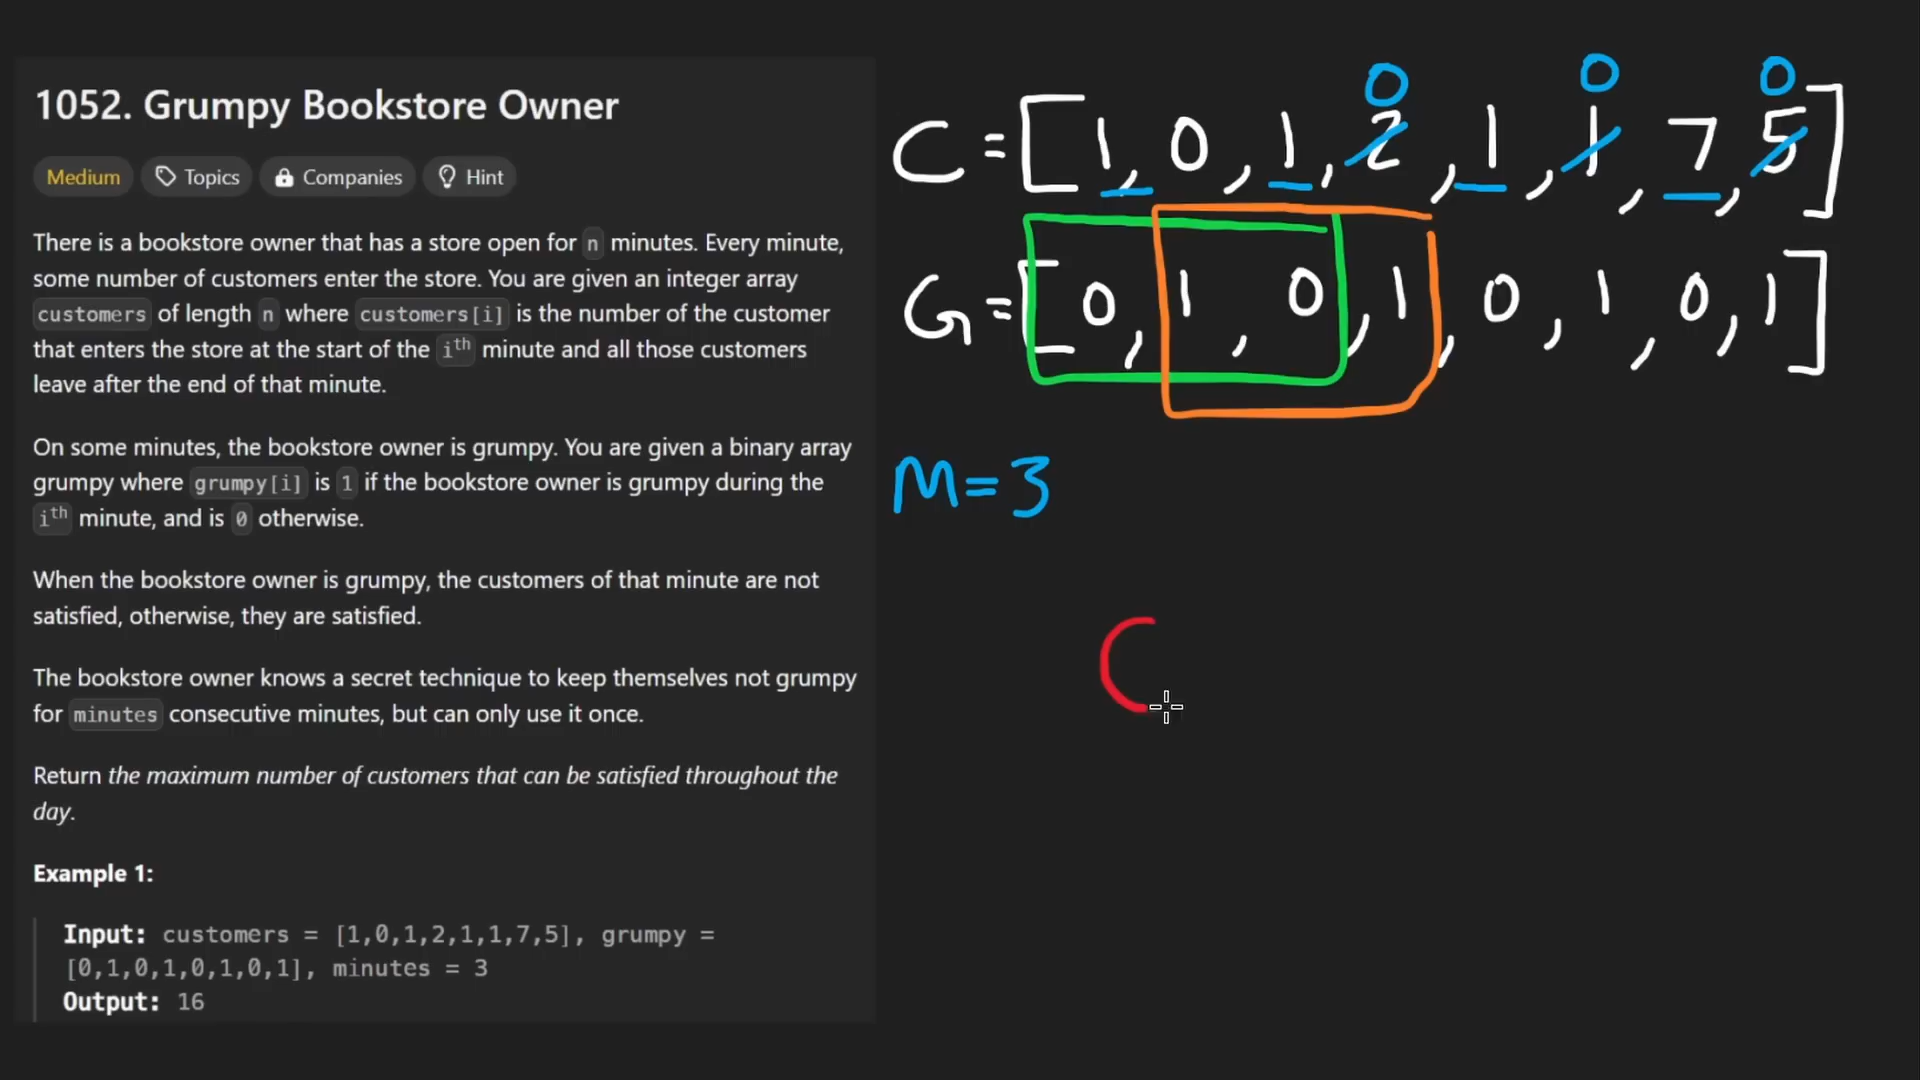 1052. Grumpy Bookstore Owner
Medium Topics Companies Hint
There is a bookstore owner that has a store open for n minutes. Every minute,
some number of customers enter the store. You are given an integer array
customers of length n where customers[i] is the number of the customer
that enters the store at the start of the ith minute and all those customers
leave after the end of that minute.
On some minutes, the bookstore owner is grumpy. You are given a binary array
grumpy where grumpy[i] is 1 if the bookstore owner is grumpy during the
ith minute, and is 0 otherwise.
When the bookstore owner is grumpy, the customers of that minute are not
satisfied, otherwise, they are satisfied.
The bookstore owner knows a secret technique to keep themselves not grumpy
for minutes consecutive minutes, but can only use it once.
Return the maximum number of customers that can be satisfied throughout the
day.
Example 1:
Input: customers = [1,0,1,2,1,1,7,5], grumpy =
[0,1,0,1,0,1,0,1], minutes = 3
Output: 16
0 0 0
C=[1,0,1,2,1,1,7,5]
G=[0,1,0,1,0,1,0,1]
M=3